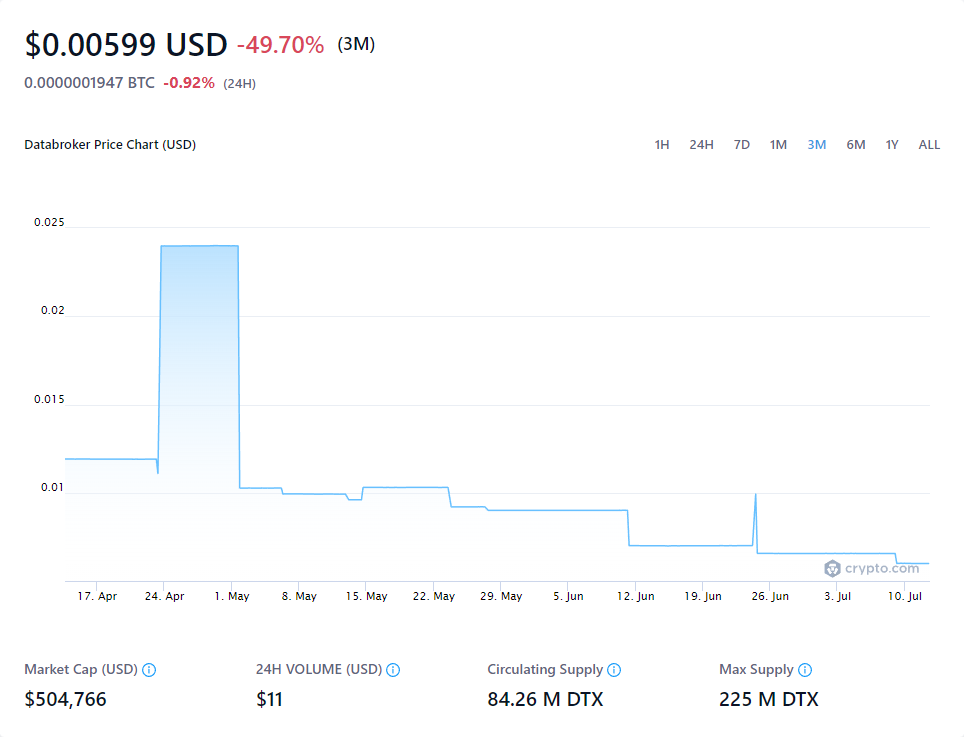 $0.00599 USD -49.70% (3M)
0.0000001947 BTC -0.92% (24H)
Databroker Price Chart (USD) 1H 24H 7D 1M 3M 6M 1Y ALL
0.025
0.02
0.015
0.01
crypto.com
17. Apr 24. Apr 1. May 8. May 15. May 22. May 29. May 5. Jun 12. Jun 19. Jun 26. Jun 3. Jul 10. Jul
Market Cap (USD) 24H VOLUME (USD) Circulating Supply Max Supply
$504,766 $11 84.26 M DTX 225 M DTX